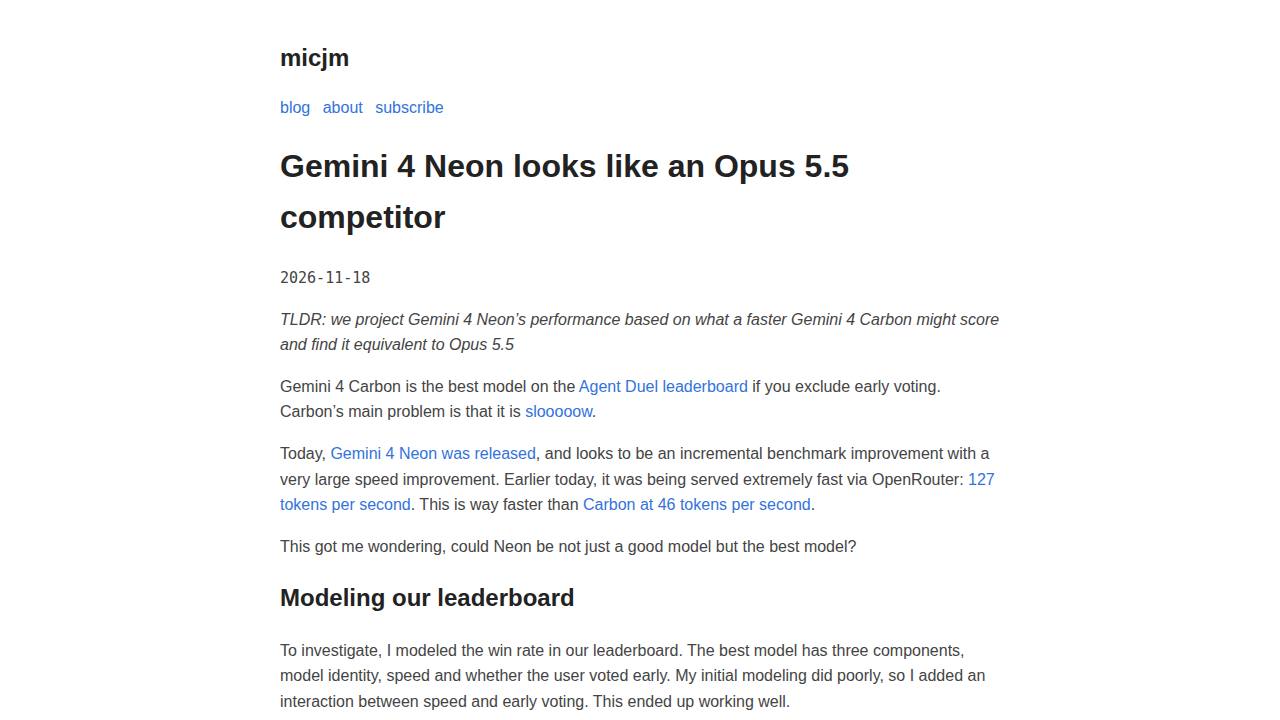 micjm
blog about subscribe
Gemini 4 Neon looks like an Opus 5.5
competitor
2026-11-18
TLDR: we project Gemini 4 Neon’s performance based on what a faster Gemini 4 Carbon might score
and find it equivalent to Opus 5.5
Gemini 4 Carbon is the best model on the Agent Duel leaderboard if you exclude early voting.
Carbon’s main problem is that it is slooooow.
Today, Gemini 4 Neon was released, and looks to be an incremental benchmark improvement with a
very large speed improvement. Earlier today, it was being served extremely fast via OpenRouter: 127
tokens per second. This is way faster than Carbon at 46 tokens per second.
This got me wondering, could Neon be not just a good model but the best model?
Modeling our leaderboard
To investigate, I modeled the win rate in our leaderboard. The best model has three components,
model identity, speed and whether the user voted early. My initial modeling did poorly, so I added an
interaction between speed and early voting. This ended up working well.